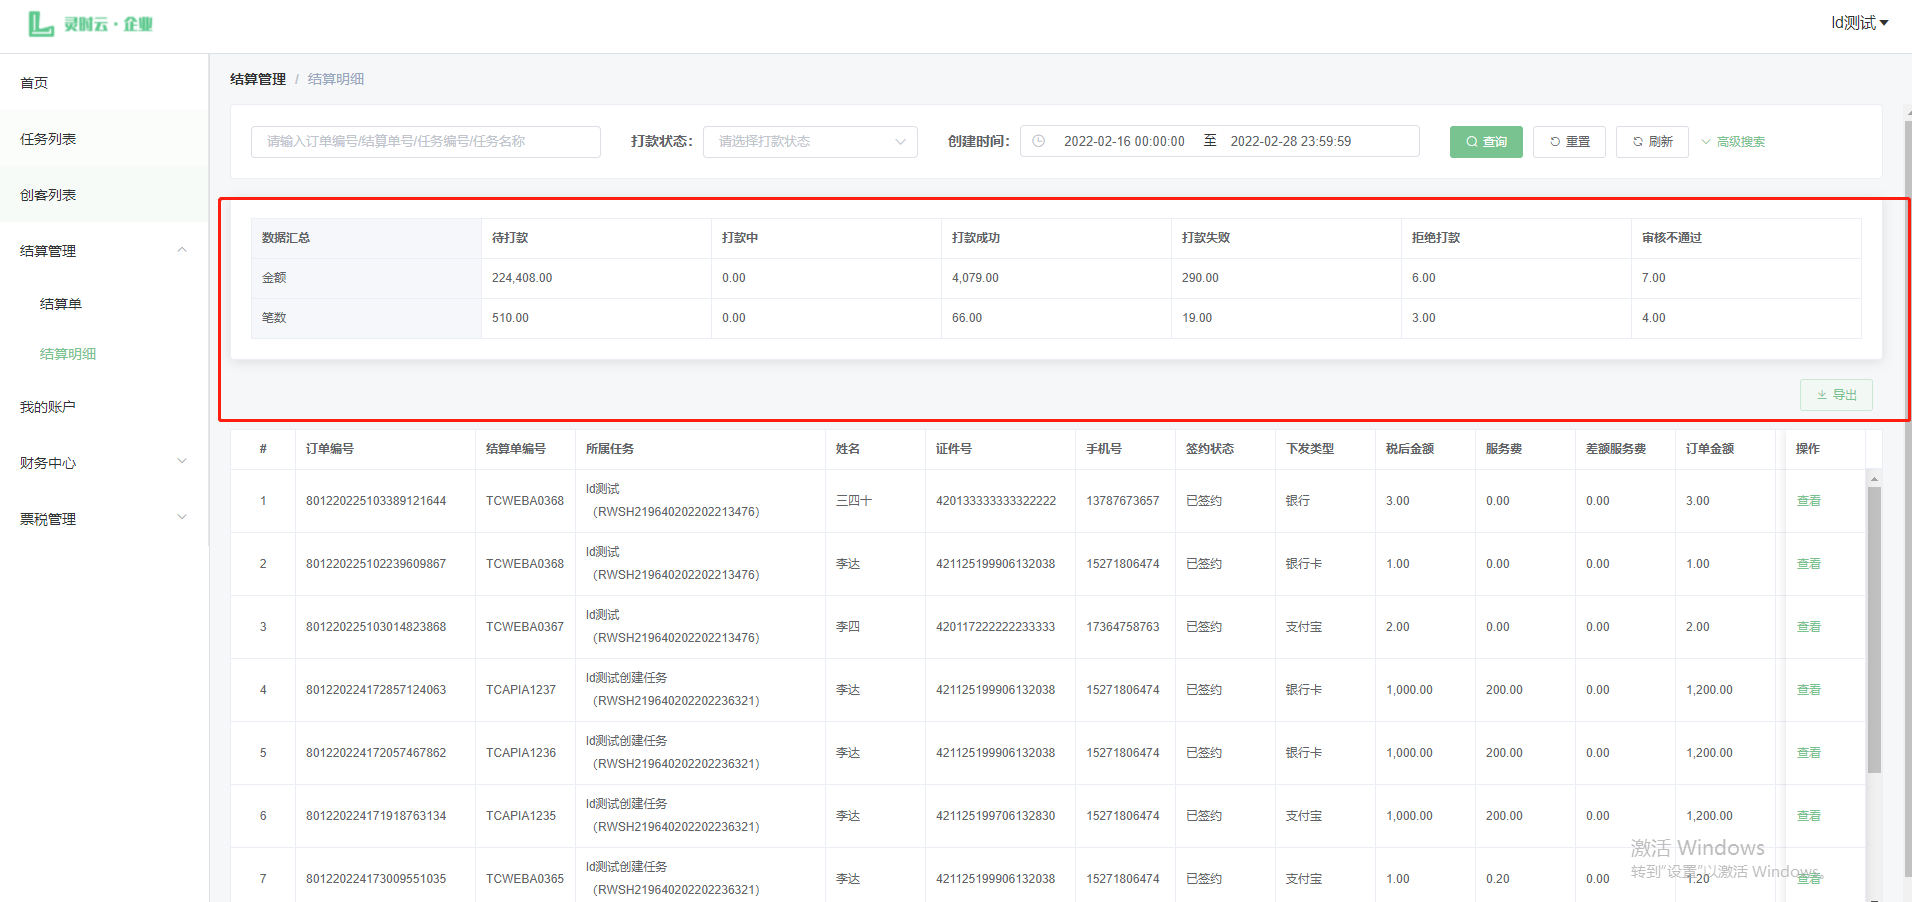 灵时云·企业
ld测试
首页
任务列表
创客列表
结算管理
结算单
结算明细
我的账户
财务中心
票税管理
结算管理 / 结算明细
请输入订单编号/结算单号/任务编号/任务名称 打款状态： 请选择打款状态 创建时间： 2022-02-16 00:00:00 至 2022-02-28 23:59:59 查询 重置 刷新 高级搜索
数据汇总 待打款 打款中 打款成功 打款失败 拒绝打款 审核不通过
金额 224,408.00 0.00 4,079.00 290.00 6.00 7.00
笔数 510.00 0.00 66.00 19.00 3.00 4.00
导出
# 订单编号 结算单编号 所属任务 姓名 证件号 手机号 签约状态 下发类型 税后金额 服务费 差额服务费 订单金额 操作
1 801220225103389121644 TCWEBA0368 ld测试 （RWSH219640202202213476） 三四十 420133333333322222 13787673657 已签约 银行 3.00 0.00 0.00 3.00 查看
2 801220225102239609867 TCWEBA0368 ld测试 （RWSH219640202202213476） 李达 421125199906132038 15271806474 已签约 银行卡 1.00 0.00 0.00 1.00 查看
3 801220225103014823868 TCWEBA0367 ld测试 （RWSH219640202202213476） 李四 420117222222233333 17364758763 已签约 支付宝 2.00 0.00 0.00 2.00 查看
4 801220224172857124063 TCAPIA1237 ld测试创建任务 （RWSH219640202202236321） 李达 421125199906132038 15271806474 已签约 银行卡 1,000.00 200.00 0.00 1,200.00 查看
5 801220224172057467862 TCAPIA1236 ld测试创建任务 （RWSH219640202202236321） 李达 421125199906132038 15271806474 已签约 银行卡 1,000.00 200.00 0.00 1,200.00 查看
6 801220224171918763134 TCAPIA1235 ld测试创建任务 （RWSH219640202202236321） 李达 421125199706132830 15271806474 已签约 支付宝 1,000.00 200.00 0.00 1,200.00 查看
7 801220224173009551035 TCWEBA0365 ld测试创建任务 （RWSH219640202202236321） 李达 421125199906132038 15271806474 已签约 支付宝 1.00 0.20 0.00 1.20 查看
激活 Windows
转到"设置"以激活 Windows。